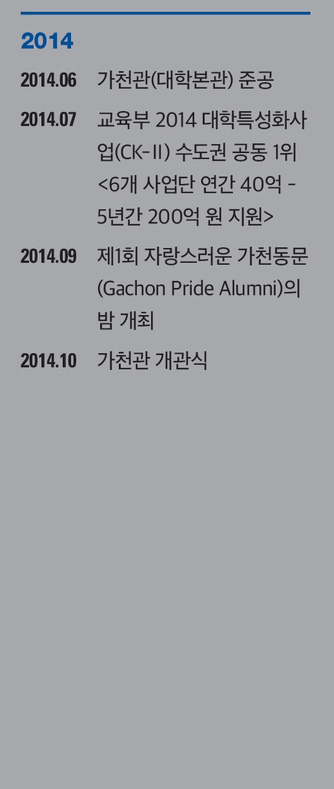 2014
2014.06 가천관(대학본관) 준공
2014.07 교육부 2014 대학특성화사
업(CK-II) 수도권 공동 1위
<6개 사업단 연간 40억 -
5년간 200억 원 지원>
2014.09 제1회 자랑스러운 가천동문
(Gachon Pride Alumni)의
밤 개최
2014.10 가천관 개관식